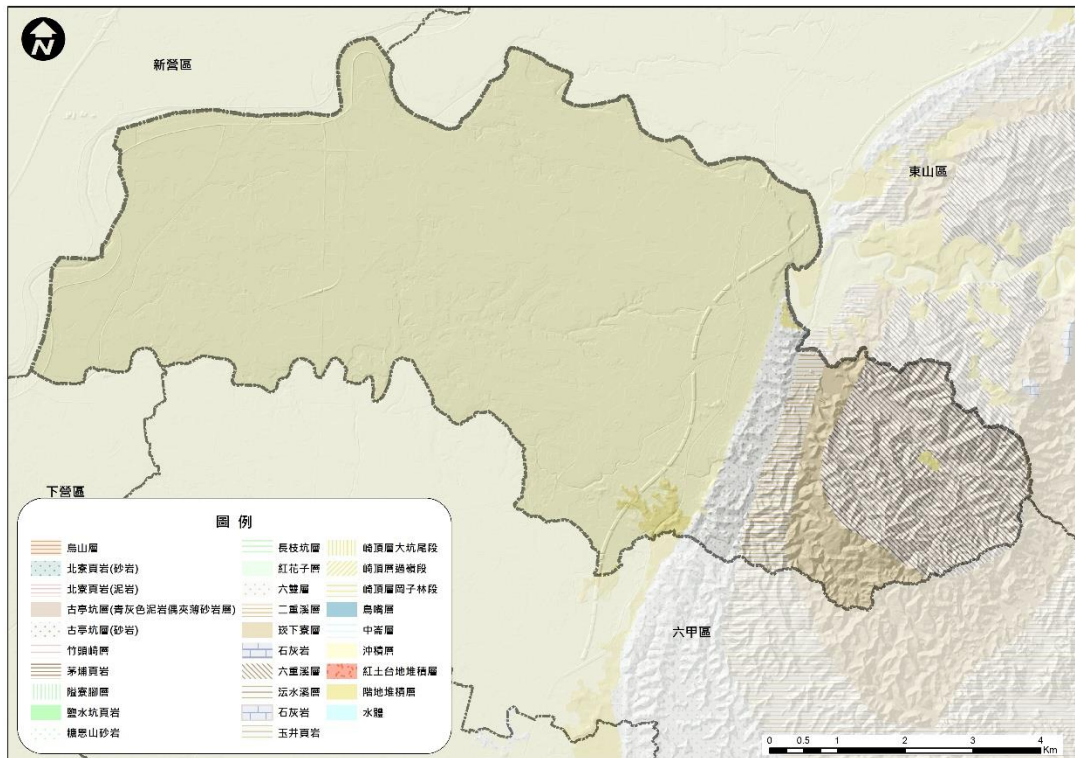 N
新營區
東山區
下營區
六甲區
圖 例
烏山層
北寮頁岩(砂岩)
北寮頁岩(泥岩)
古亭坑層(青灰色泥岩偶夾薄砂岩層)
古亭坑層(砂岩)
竹頭崎層
茅埔頁岩
隘寮腳層
鹽水坑頁岩
糖恩山砂岩
長枝坑層
紅花子層
六雙層
二重溪層
崁下寮層
石灰岩
六重溪層
沄水溪層
石灰岩
玉井頁岩
崎頂層大坑尾段
崎頂層過嶺段
崎頂層岡子林段
鳥嘴層
中崙層
沖積層
紅土台地堆積層
階地堆積層
水體
0 0.5 1 2 3 4
Km